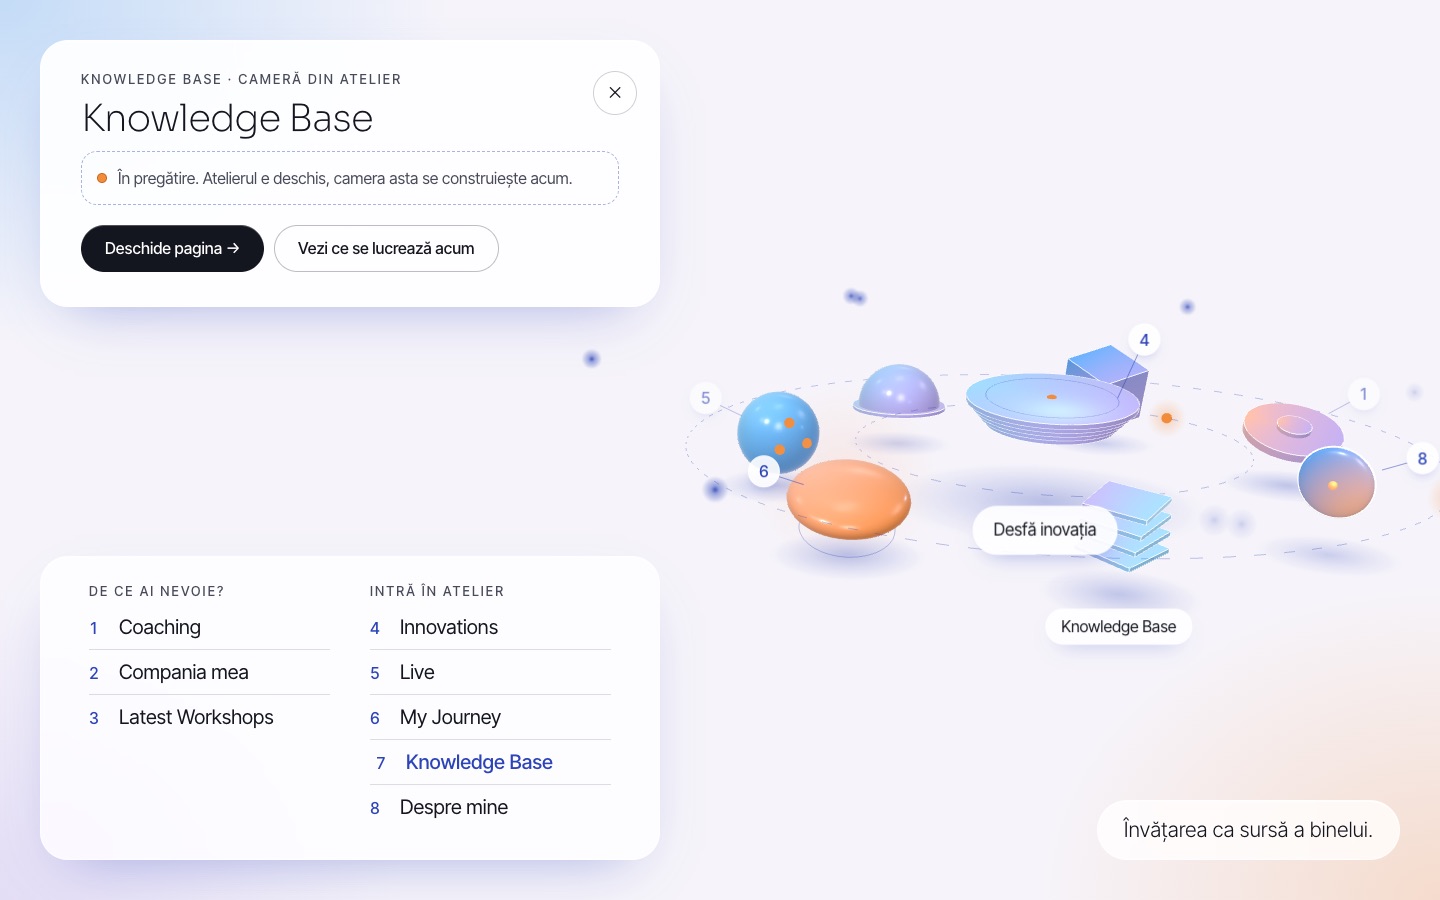 KNOWLEDGE BASE · CAMERĂ DIN ATELIER
Knowledge Base
În pregătire. Atelierul e deschis, camera asta se construiește acum.
Deschide pagina →
Vezi ce se lucrează acum
DE CE AI NEVOIE?
1 Coaching
2 Compania mea
3 Latest Workshops
INTRĂ ÎN ATELIER
4 Innovations
5 Live
6 My Journey
7 Knowledge Base
8 Despre mine
4
5
1
8
6
Desfă inovația
Knowledge Base
Învățarea ca sursă a binelui.